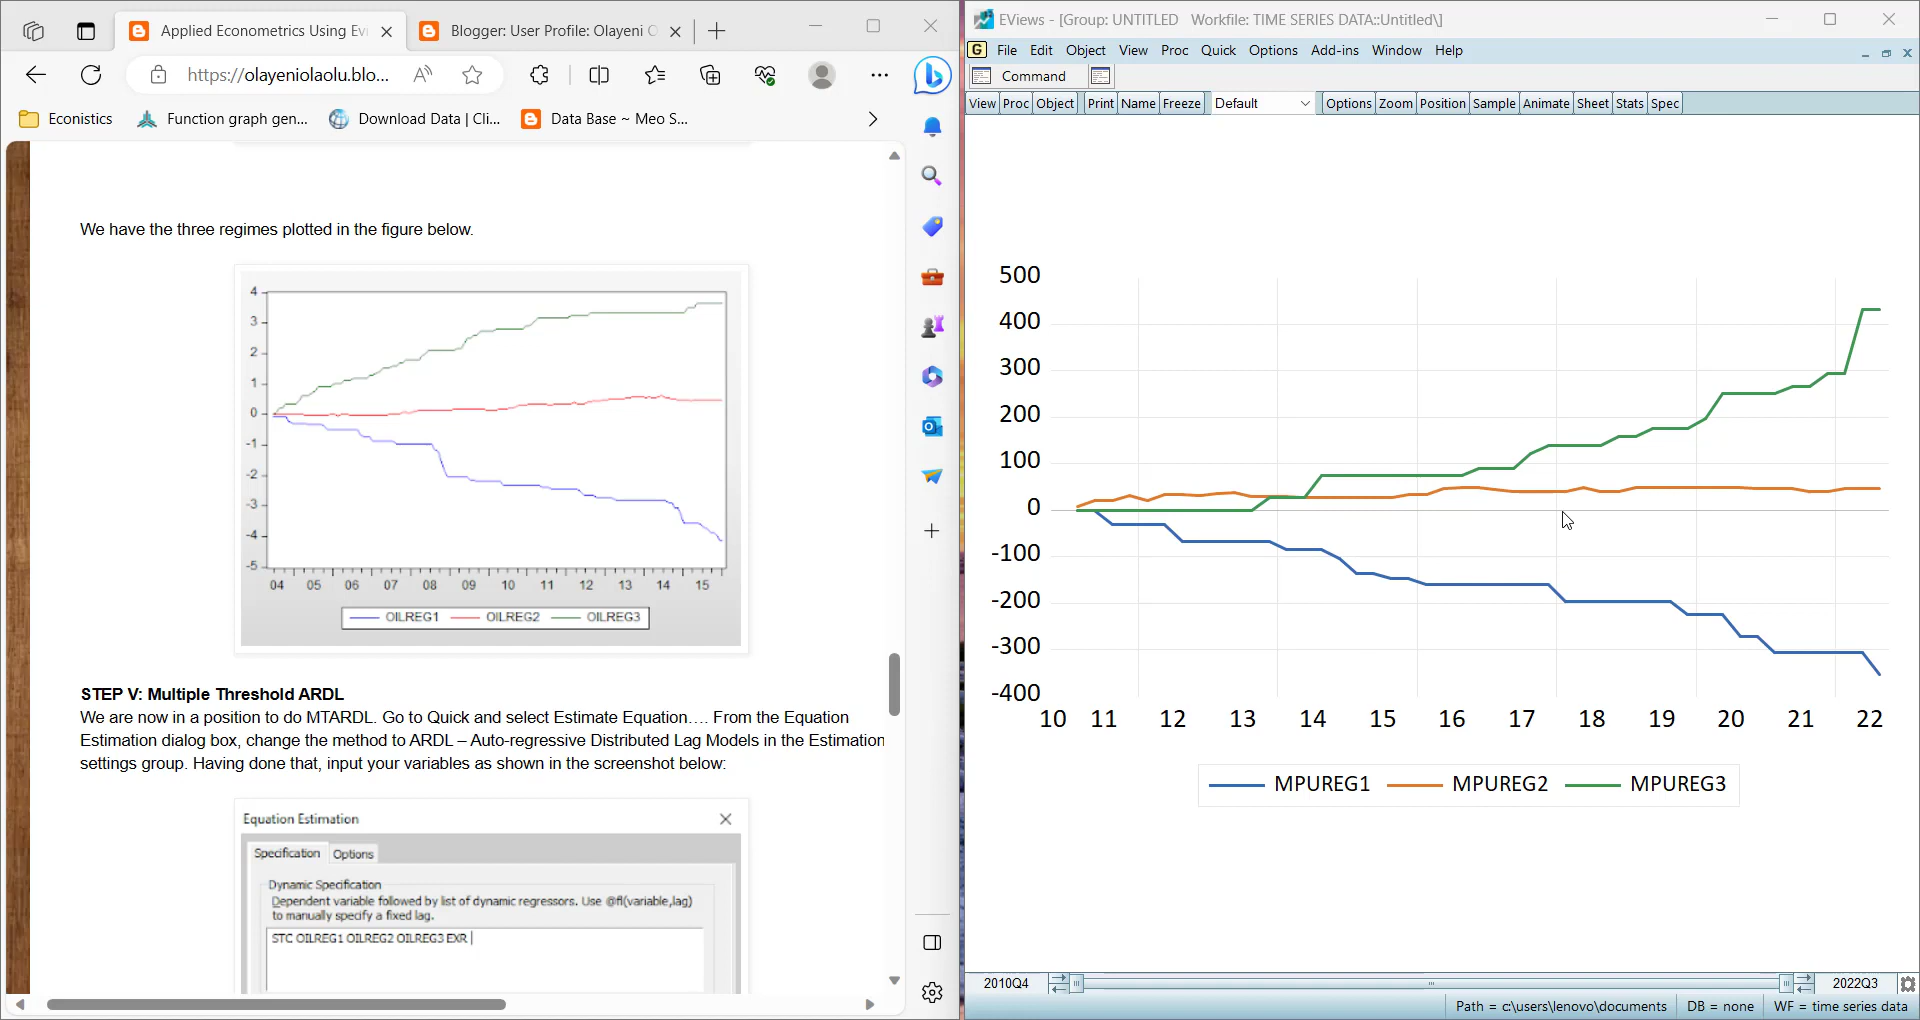 Applied Econometrics Using Evi
Blogger: User Profile: Olayeni O
https://olayeniolaolu.blo...
Econistics
Function graph gen...
Download Data | Cli...
Data Base ~ Meo S...
We have the three regimes plotted in the figure below.
4
3
2
1
0
-1
-2
-3
-4
-5
04 05 06 07 08 09 10 11 12 13 14 15
OILREG1 OILREG2 OILREG3
STEP V: Multiple Threshold ARDL
We are now in a position to do MTARDL. Go to Quick and select Estimate Equation…. From the Equation
Estimation dialog box, change the method to ARDL – Auto-regressive Distributed Lag Models in the Estimation
settings group. Having done that, input your variables as shown in the screenshot below:
Equation Estimation
Specification Options
Dynamic Specification
Dependent variable followed by list of dynamic regressors. Use @fl(variable,lag)
to manually specify a fixed lag.
STC OILREG1 OILREG2 OILREG3 EXR
EViews - [Group: UNTITLED Workfile: TIME SERIES DATA::Untitled\]
G File Edit Object View Proc Quick Options Add-ins Window Help
Command
View Proc Object Print Name Freeze Default Options Zoom Position Sample Animate Sheet Stats Spec
500
400
300
200
100
0
-100
-200
-300
-400
10 11 12 13 14 15 16 17 18 19 20 21 22
MPUREG1 MPUREG2 MPUREG3
2010Q4 2022Q3
Path = c:\users\lenovo\documents DB = none WF = time series data